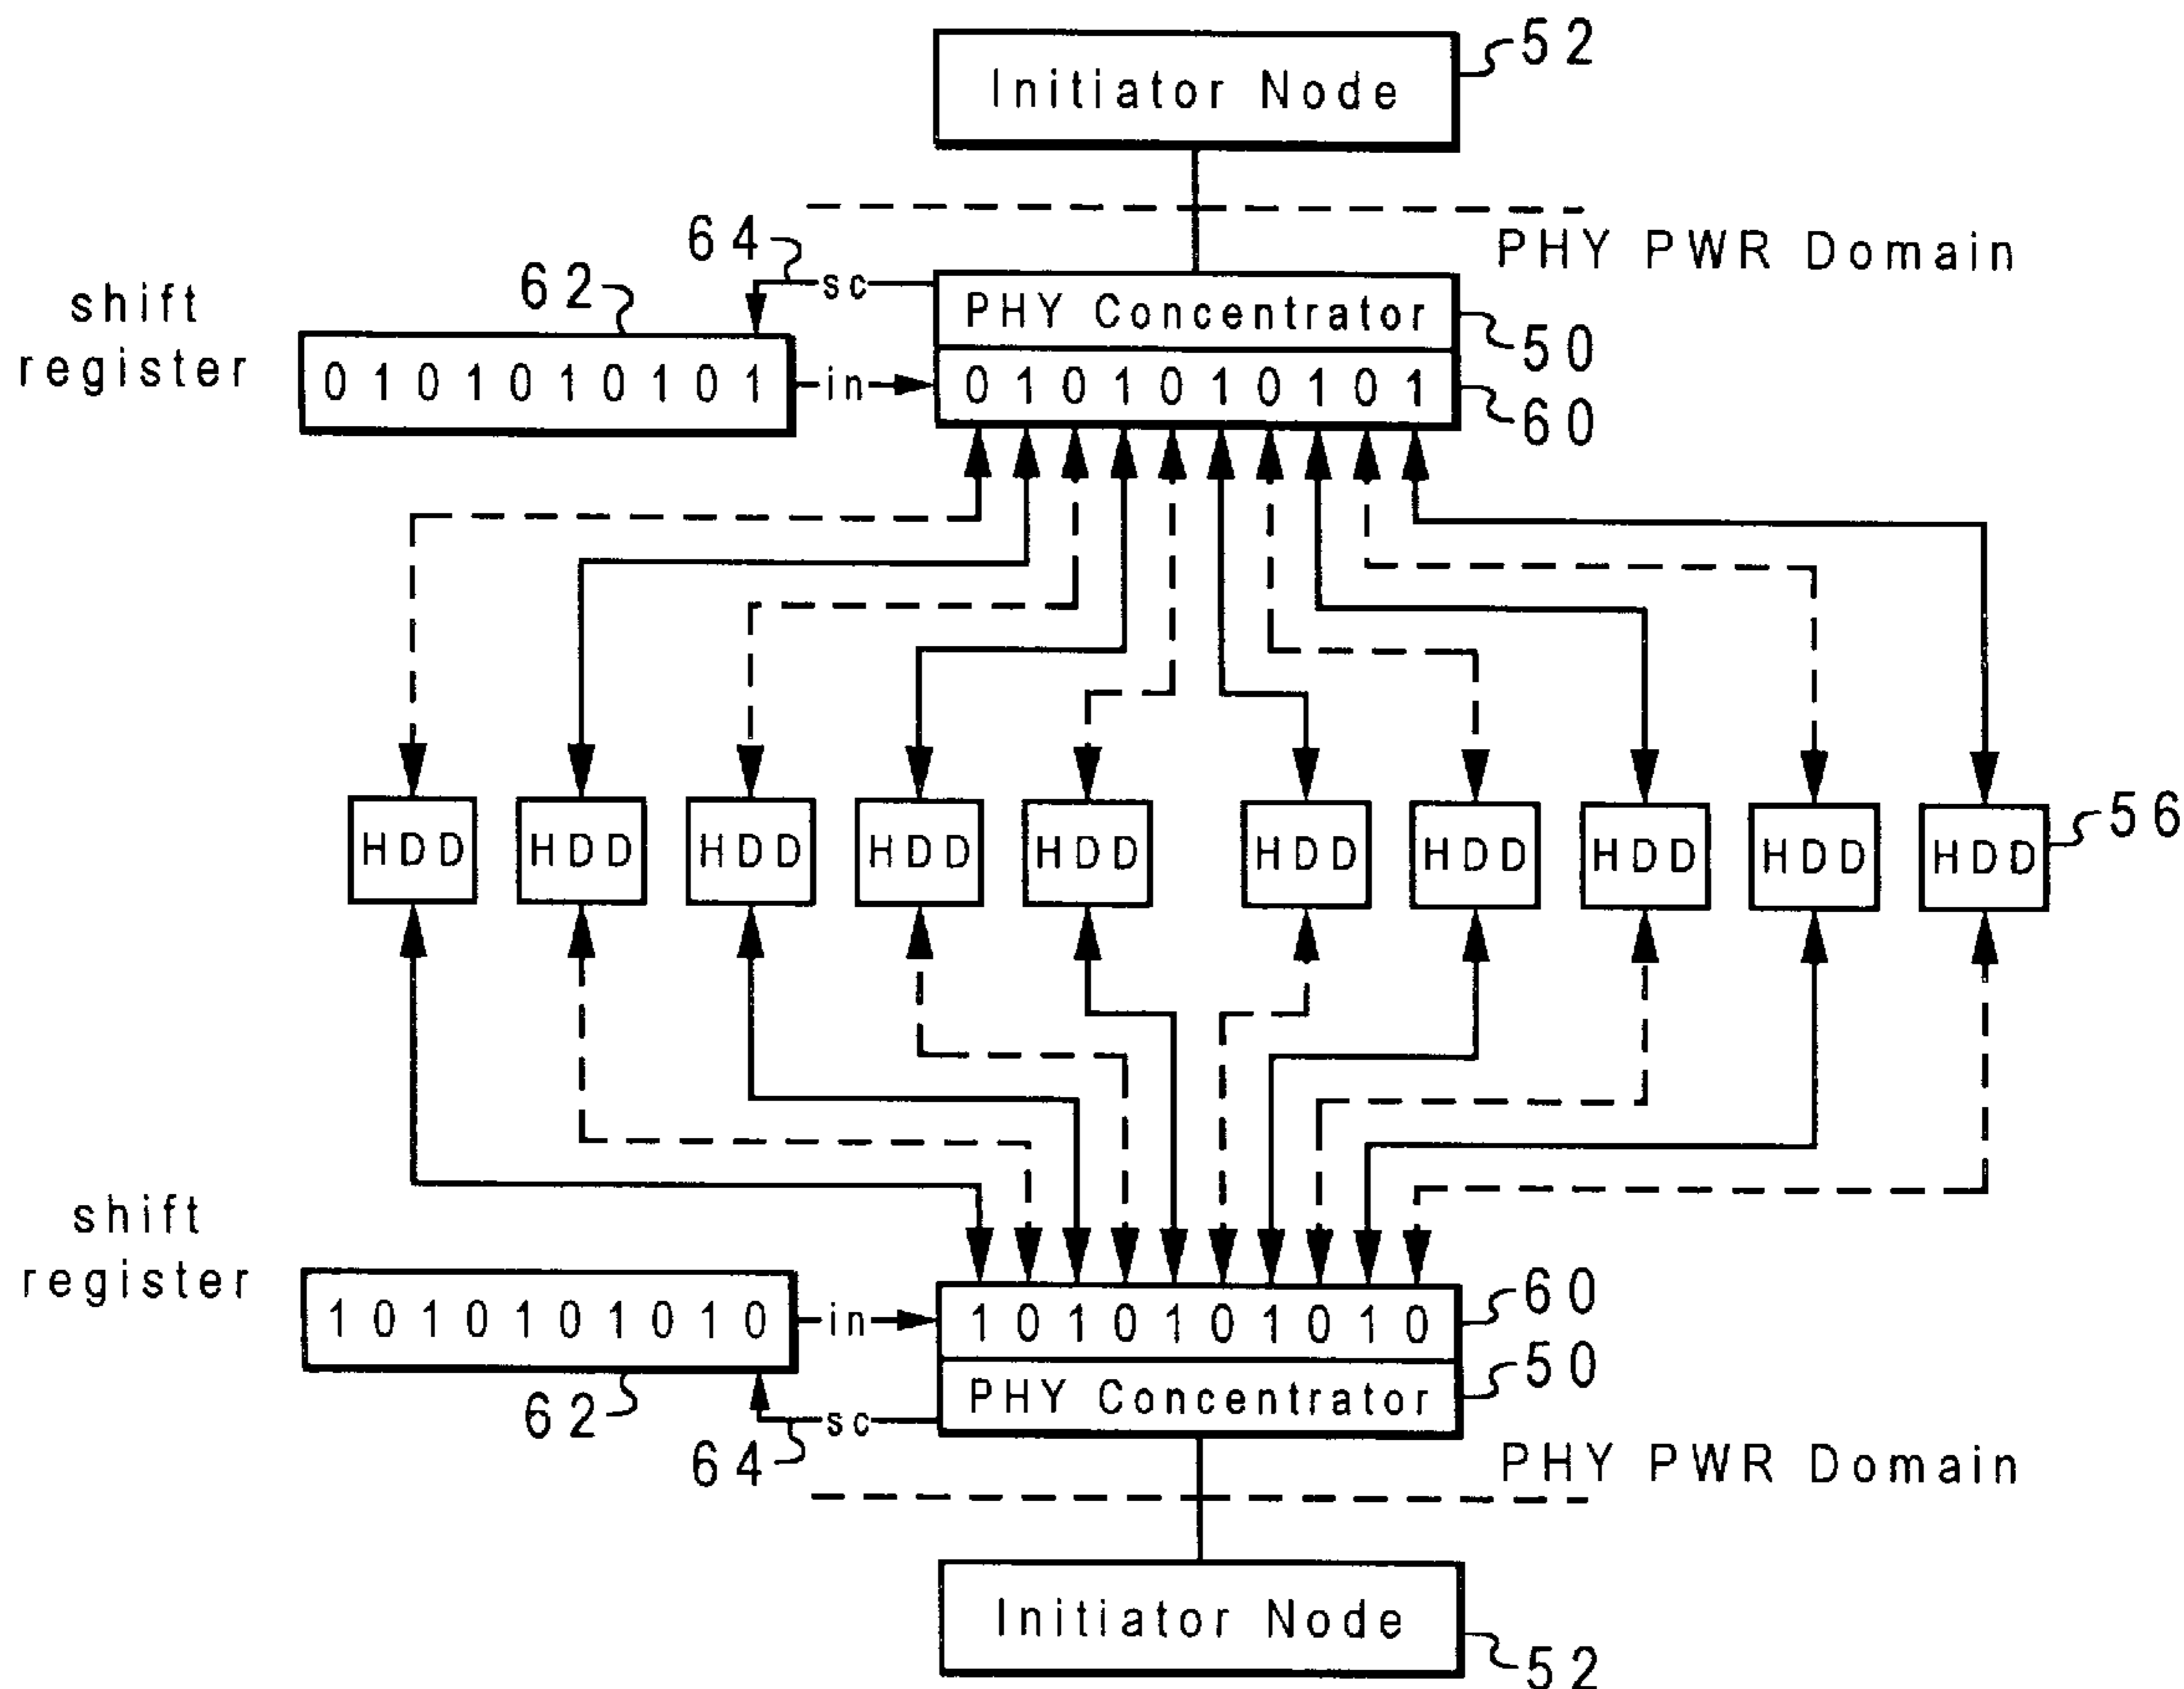 52
Initiator Node
PHY PWR Domain
64
sc
62
shift
register
PHY Concentrator
50
0 1 0 1 0 1 0 1 0 1
in
0 1 0 1 0 1 0 1 0 1
60
HDD HDD HDD HDD HDD HDD HDD HDD HDD HDD
56
shift
register
1 0 1 0 1 0 1 0 1 0
in
1 0 1 0 1 0 1 0 1 0
60
PHY Concentrator
50
62
sc
64
PHY PWR Domain
Initiator Node
52